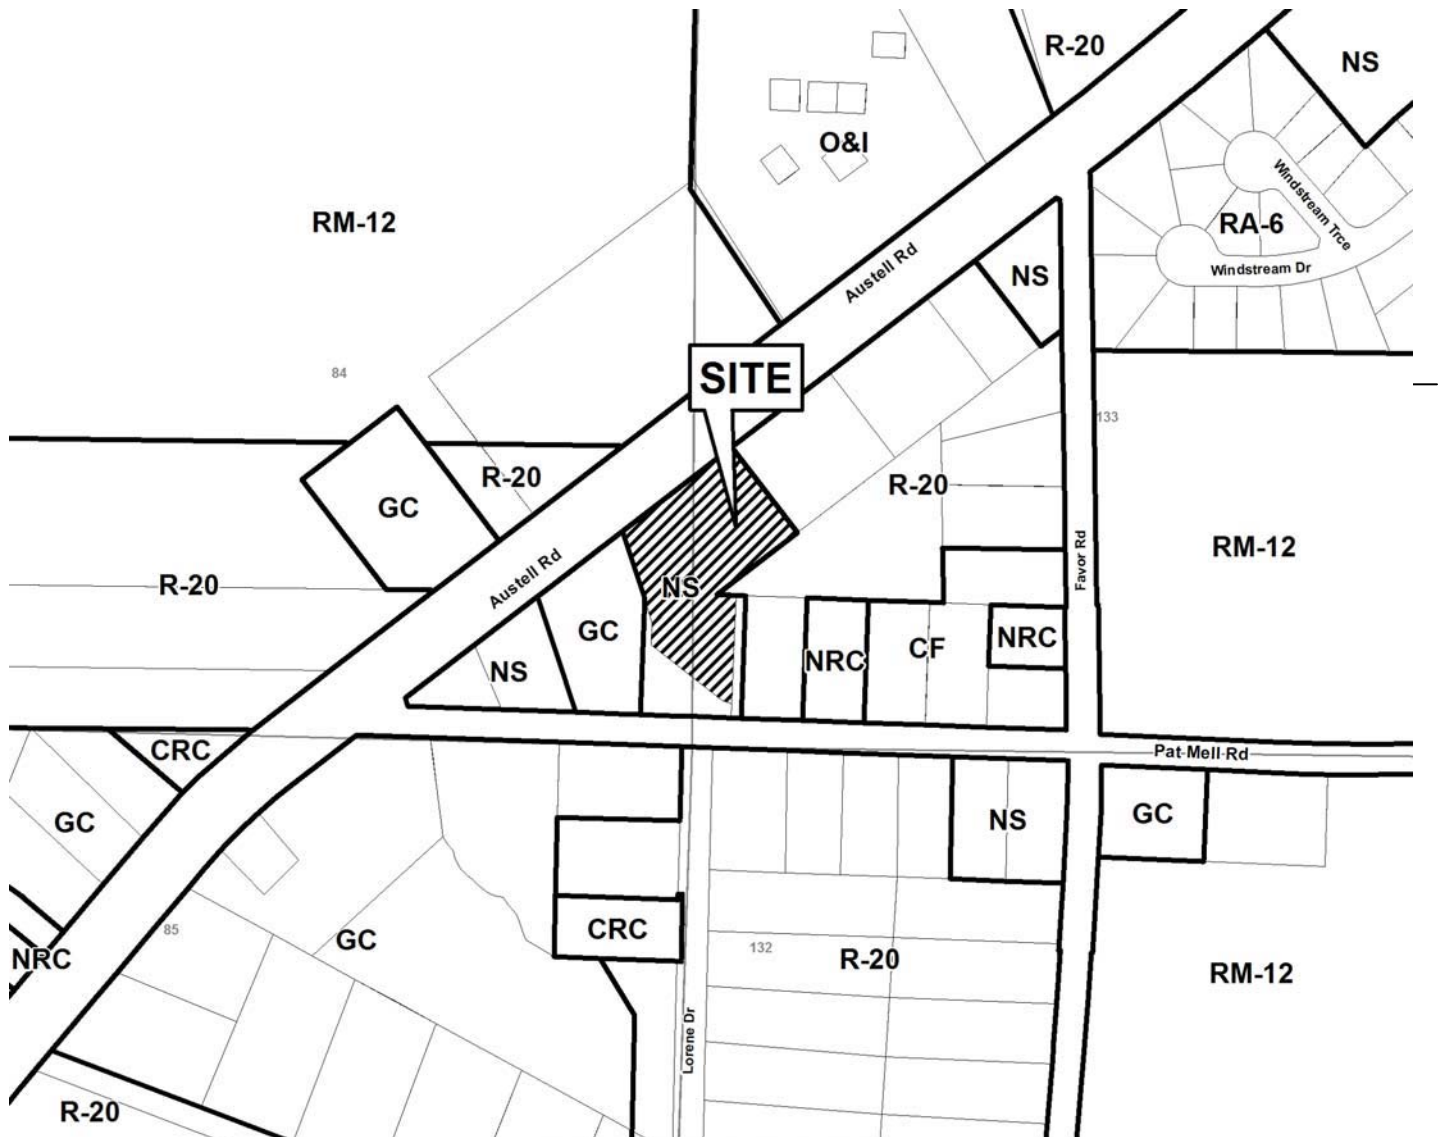 R-20
NS
O&I
RM-12
Windstream Trce
RA-6
Austell Rd
Windstream Dr
NS
84
SITE
133
R-20
GC
R-20
RM-12
Favor Rd
Austell Rd
R-20
NS
GC
NRC
NRC
CF
NS
CRC
Pat Mell Rd
GC
NS
GC
85
GC
CRC
132
R-20
NRC
RM-12
Lorene Dr
R-20